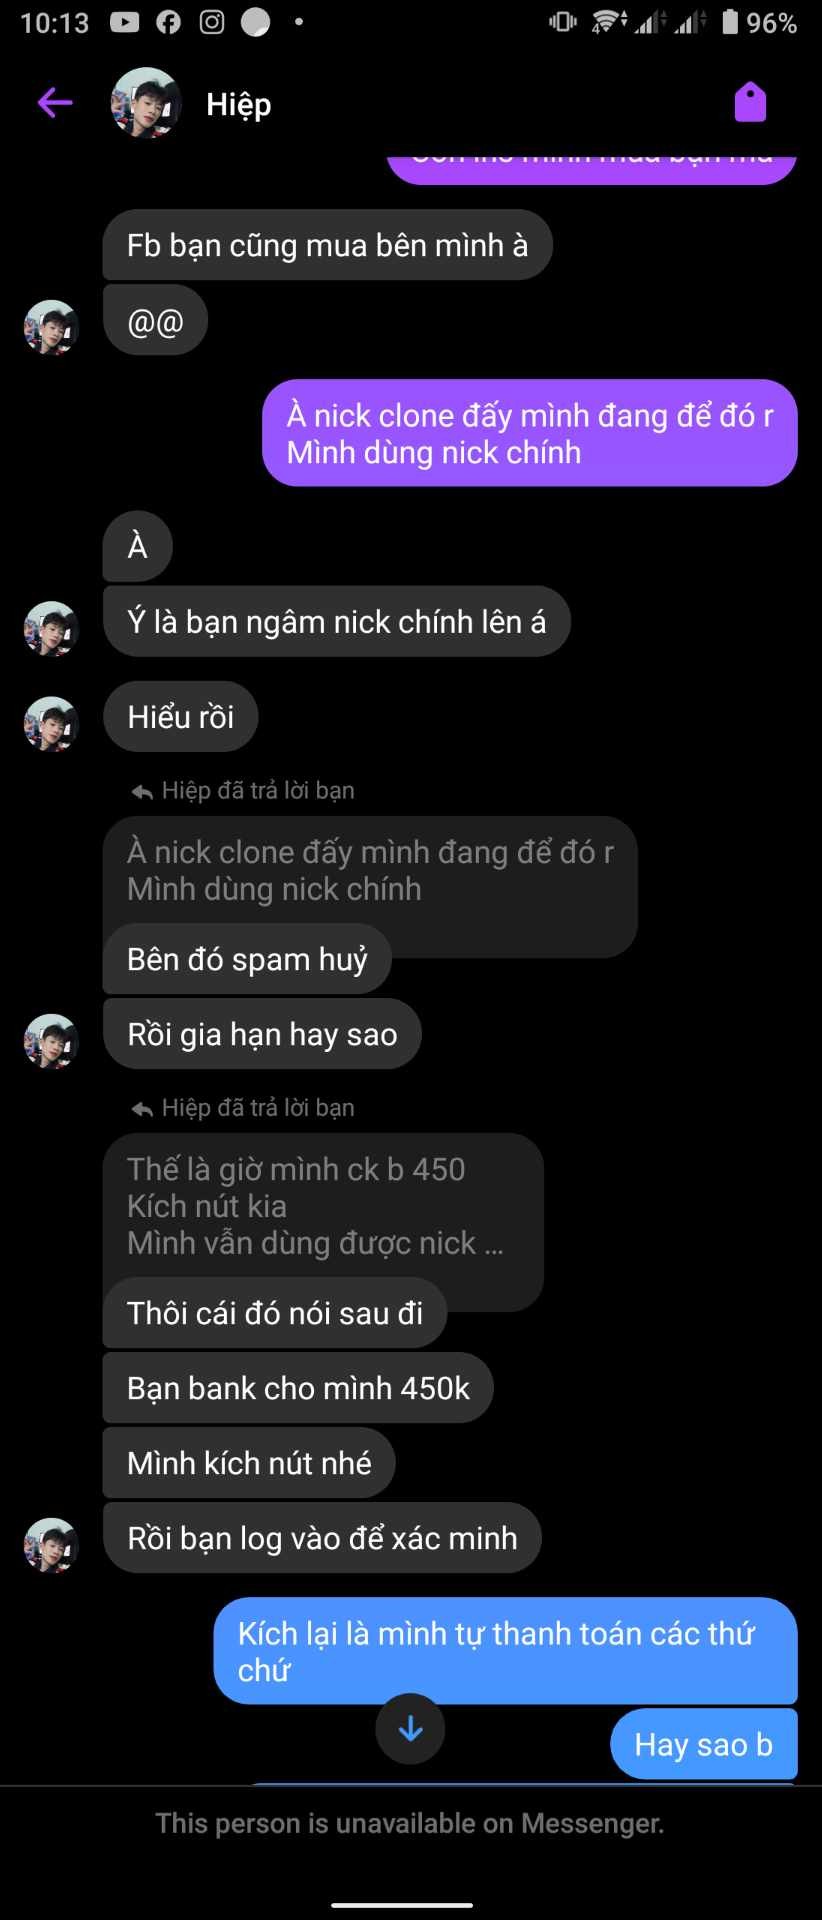 10:13
96%
Hiệp
Fb bạn cũng mua bên mình à
@@
À nick clone đấy mình đang để đó r
Mình dùng nick chính
À
Ý là bạn ngâm nick chính lên á
Hiểu rồi
Hiệp đã trả lời bạn
À nick clone đấy mình đang để đó r
Mình dùng nick chính
Bên đó spam huỷ
Rồi gia hạn hay sao
Hiệp đã trả lời bạn
Thế là giờ mình ck b 450
Kích nút kia
Mình vẫn dùng được nick ...
Thôi cái đó nói sau đi
Bạn bank cho mình 450k
Mình kích nút nhé
Rồi bạn log vào để xác minh
Kích lại là mình tự thanh toán các thứ
chứ
Hay sao b
This person is unavailable on Messenger.